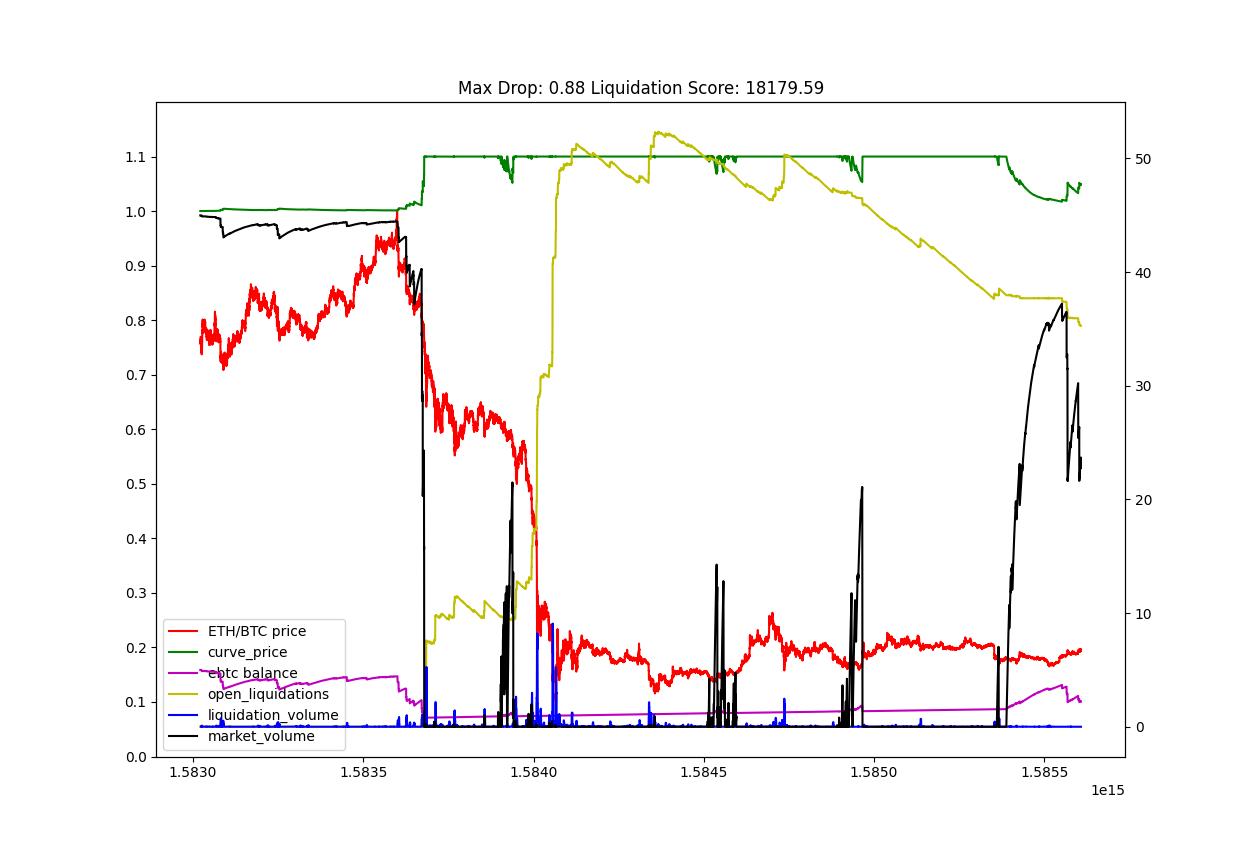 Max Drop: 0.88 Liquidation Score: 18179.59
1.1
1.0
0.9
0.8
0.7
0.6
0.5
0.4
0.3
0.2
0.1
0.0
50
40
30
20
10
0
ETH/BTC price
curve_price
ebtc balance
open_liquidations
liquidation_volume
market_volume
1.5830 1.5835 1.5840 1.5845 1.5850 1.5855
1e15